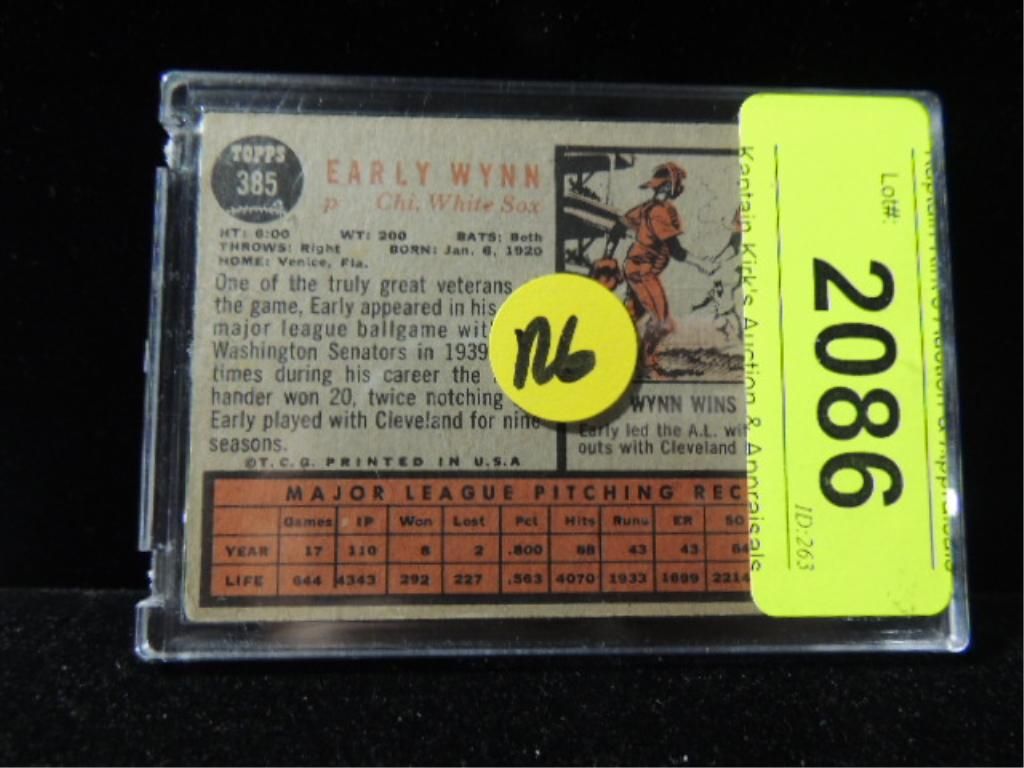 TOPPS
385
EARLY WYNN
p Chi. White Sox
HT: 6:00 WT: 200 BATS: Both
THROWS: Right BORN: Jan. 6, 1920
HOME: Venice, Fla.
One of the truly great veterans
the game, Early appeared in his
major league ballgame wit
Washington Senators in 1939
times during his career the
hander won 20, twice notching
Early played with Cleveland for nine
seasons.
©T.C.G. PRINTED IN U.S.A
WYNN WINS
Early led the A.L. wi
outs with Cleveland
MAJOR LEAGUE PITCHING REC
Games IP Won Lost Pct Hits Runs ER SO
YEAR 17 110 8 2 .800 88 43 43 64
LIFE 644 4343 292 227 .563 4070 1933 1699 2214
N6
Kaptain Kirk's Auction & Appraisals
Lot#:
2086
ID:263